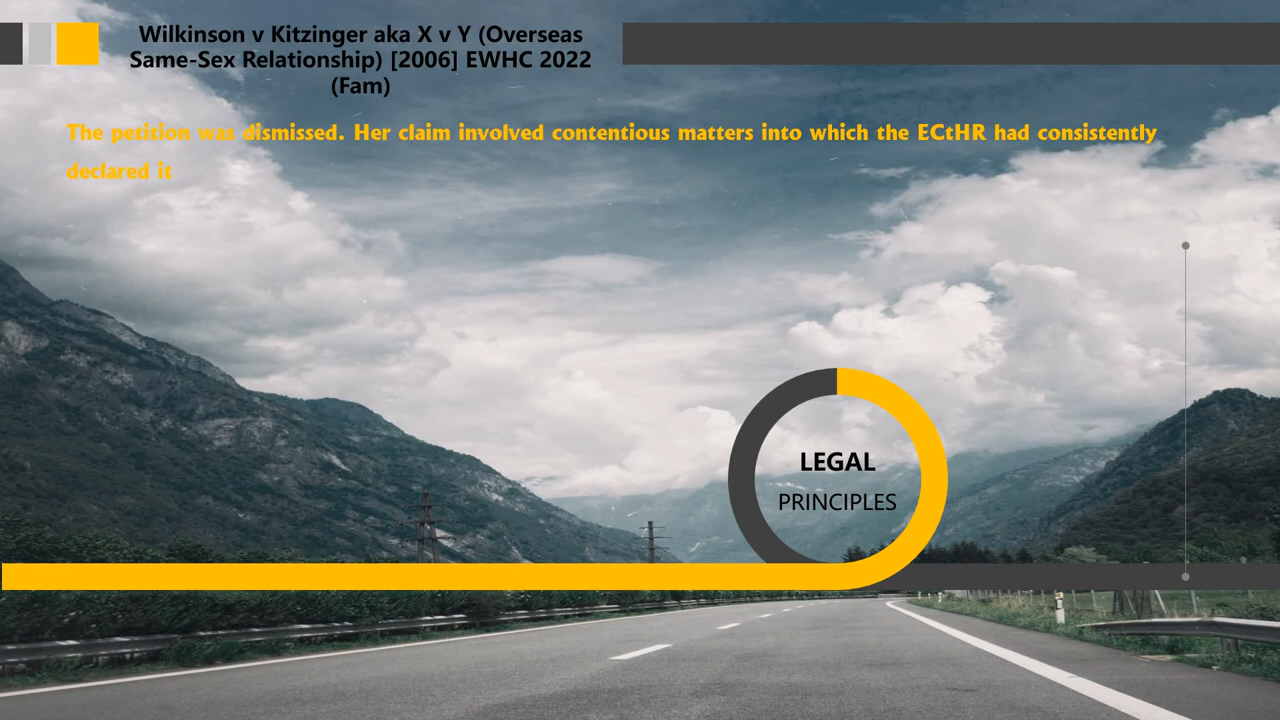 Wilkinson v Kitzinger aka X v Y (Overseas
Same-Sex Relationship) [2006] EWHC 2022
(Fam)
The petition was dismissed. Her claim involved contentious matters into which the ECtHR had consistently
declared it
LEGAL
PRINCIPLES